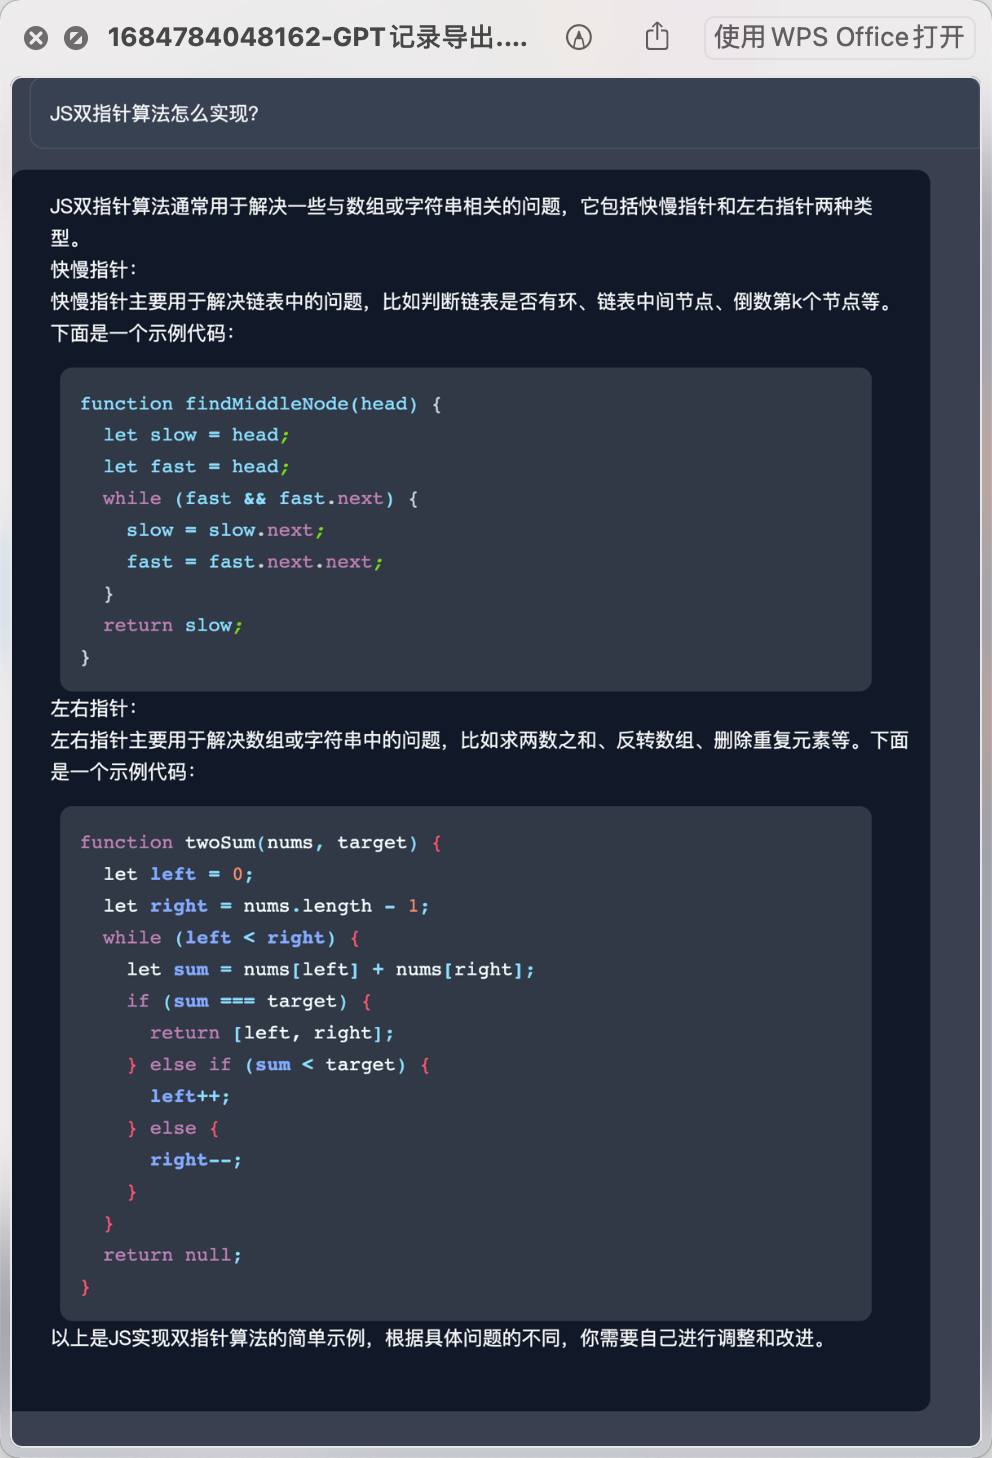 1684784048162-GPT记录导出.... 使用 WPS Office 打开
JS双指针算法怎么实现?
JS双指针算法通常用于解决一些与数组或字符串相关的问题，它包括快慢指针和左右指针两种类
型。
快慢指针：
快慢指针主要用于解决链表中的问题，比如判断链表是否有环、链表中间节点、倒数第k个节点等。
下面是一个示例代码：
function findMiddleNode(head) {
  let slow = head;
  let fast = head;
  while (fast && fast.next) {
    slow = slow.next;
    fast = fast.next.next;
  }
  return slow;
}
左右指针：
左右指针主要用于解决数组或字符串中的问题，比如求两数之和、反转数组、删除重复元素等。下面
是一个示例代码：
function twoSum(nums, target) {
  let left = 0;
  let right = nums.length - 1;
  while (left < right) {
    let sum = nums[left] + nums[right];
    if (sum === target) {
      return [left, right];
    } else if (sum < target) {
      left++;
    } else {
      right--;
    }
  }
  return null;
}
以上是JS实现双指针算法的简单示例，根据具体问题的不同，你需要自己进行调整和改进。